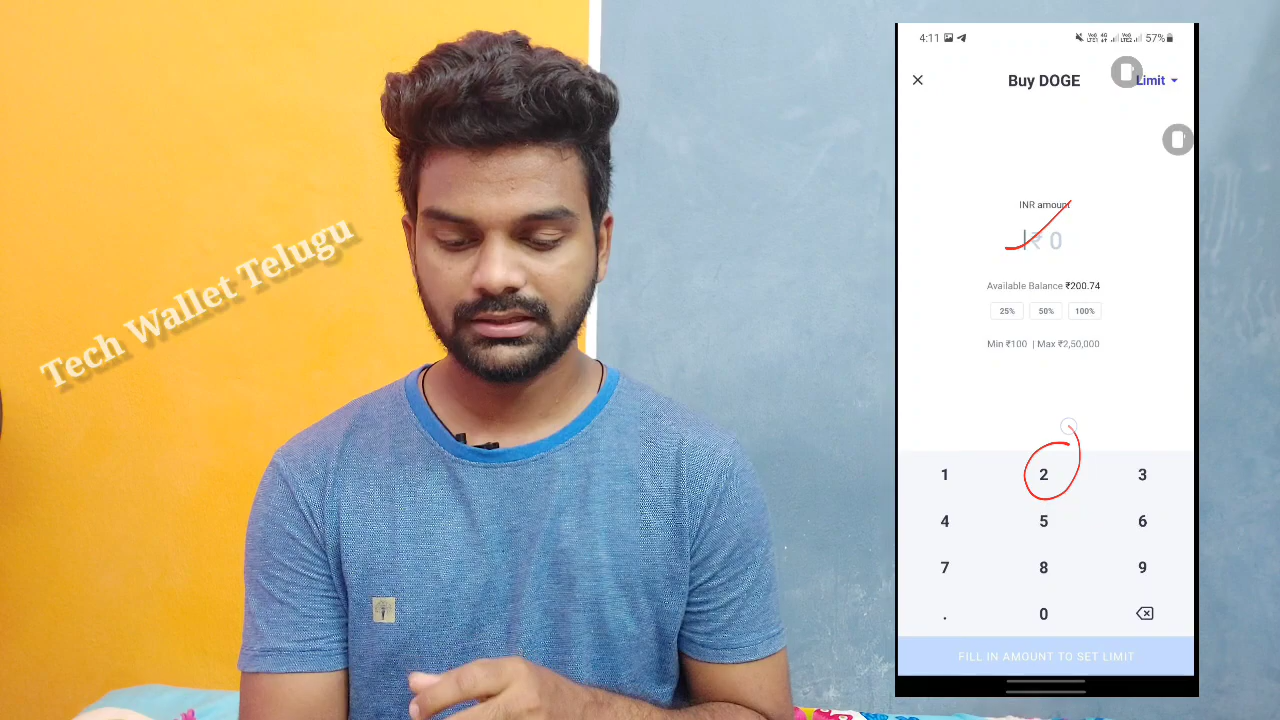 Tech Wallet Telugu
4:11 57%
Buy DOGE
Limit
INR amount
₹ 0
Available Balance ₹200.74
25% 50% 100%
Min ₹100 | Max ₹2,50,000
1 2 3
4 5 6
7 8 9
. 0
FILL IN AMOUNT TO SET LIMIT